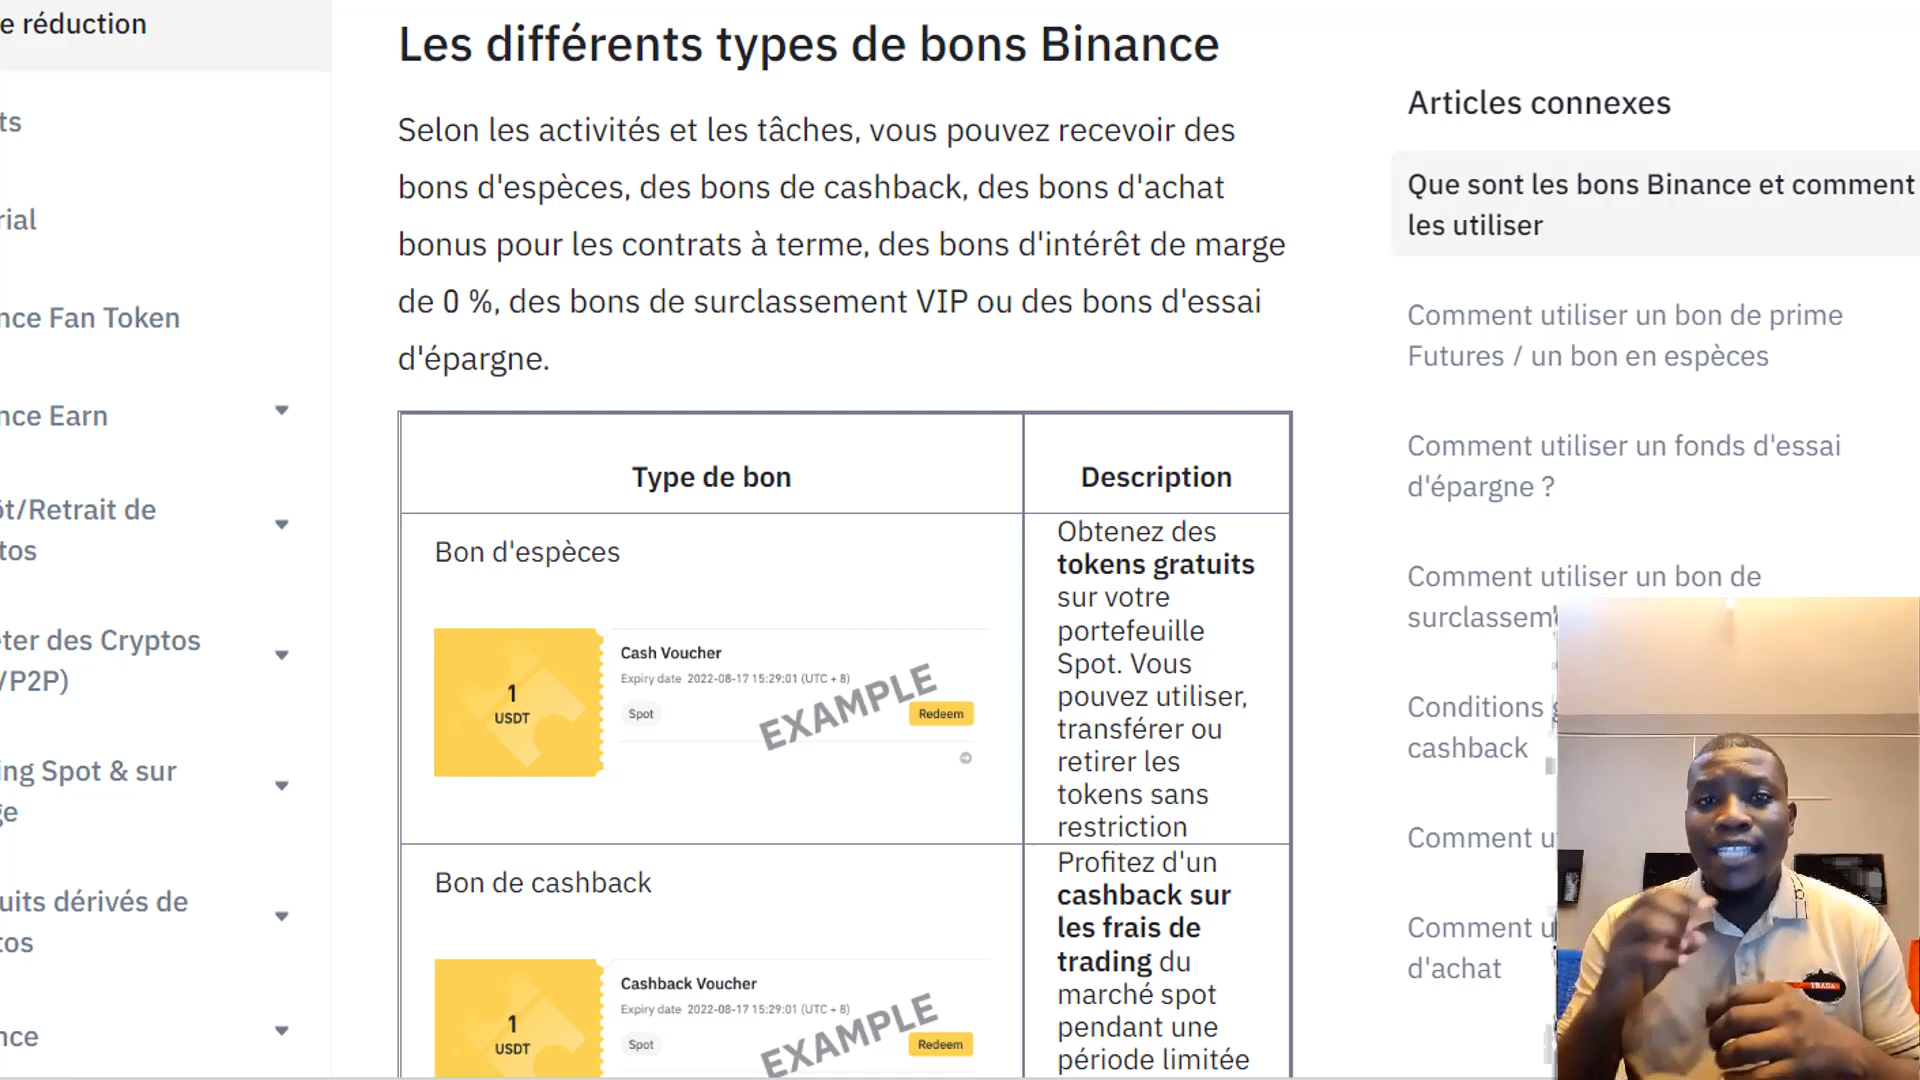 e réduction
ts
rial
nce Fan Token
nce Earn
ôt/Retrait de
tos
eter des Cryptos
/P2P)
ing Spot & sur
ge
uits dérivés de
tos
nce
Les différents types de bons Binance
Selon les activités et les tâches, vous pouvez recevoir des
bons d'espèces, des bons de cashback, des bons d'achat
bonus pour les contrats à terme, des bons d'intérêt de marge
de 0 %, des bons de surclassement VIP ou des bons d'essai
d'épargne.
Type de bon
Description
Bon d'espèces
1
USDT
Cash Voucher
Expiry date 2022-08-17 15:29:01 (UTC + 8)
Spot
Redeem
EXAMPLE
Obtenez des
tokens gratuits
sur votre
portefeuille
Spot. Vous
pouvez utiliser,
transférer ou
retirer les
tokens sans
restriction
Bon de cashback
1
USDT
Cashback Voucher
Expiry date 2022-08-17 15:29:01 (UTC + 8)
Spot
Redeem
EXAMPLE
Profitez d'un
cashback sur
les frais de
trading du
marché spot
pendant une
période limitée
Articles connexes
Que sont les bons Binance et comment
les utiliser
Comment utiliser un bon de prime
Futures / un bon en espèces
Comment utiliser un fonds d'essai
d'épargne ?
Comment utiliser un bon de
surclassem
Conditions g
cashback
Comment u
Comment u
d'achat
PRADA